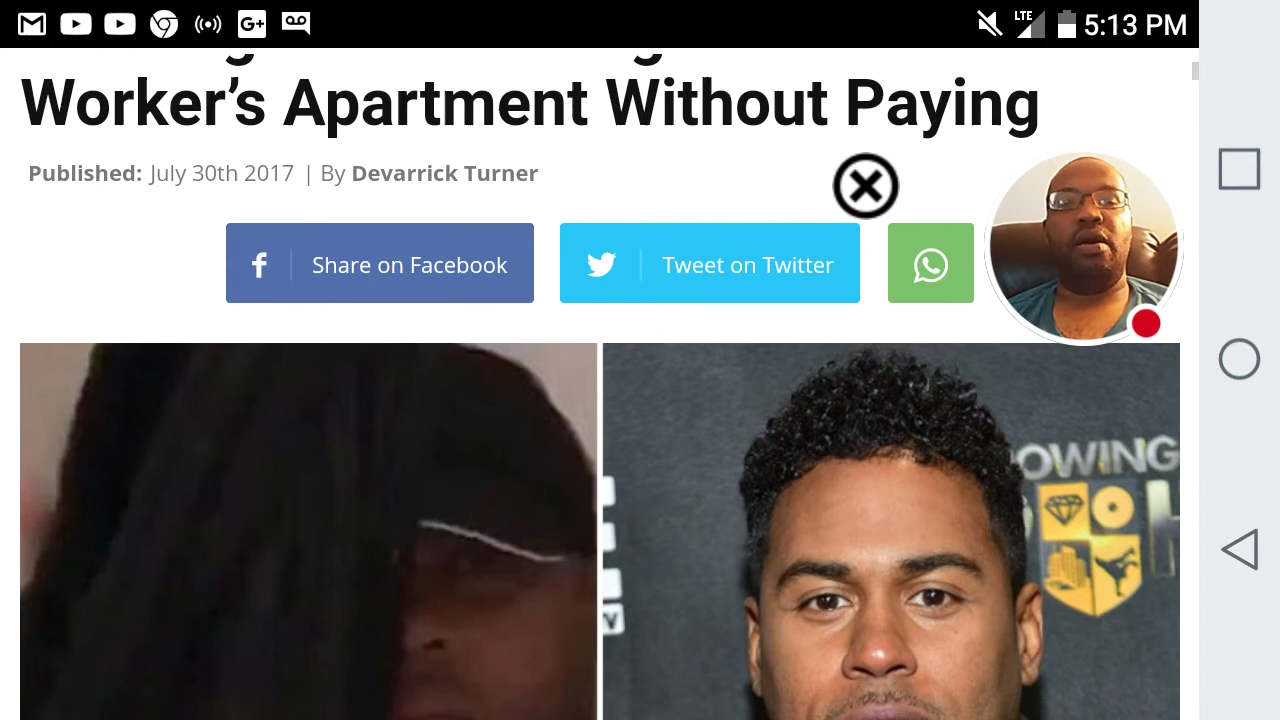 LTE 5:13 PM
G+
Worker's Apartment Without Paying
Published: July 30th 2017 | By Devarrick Turner
f Share on Facebook
Tweet on Twitter
OWING
V